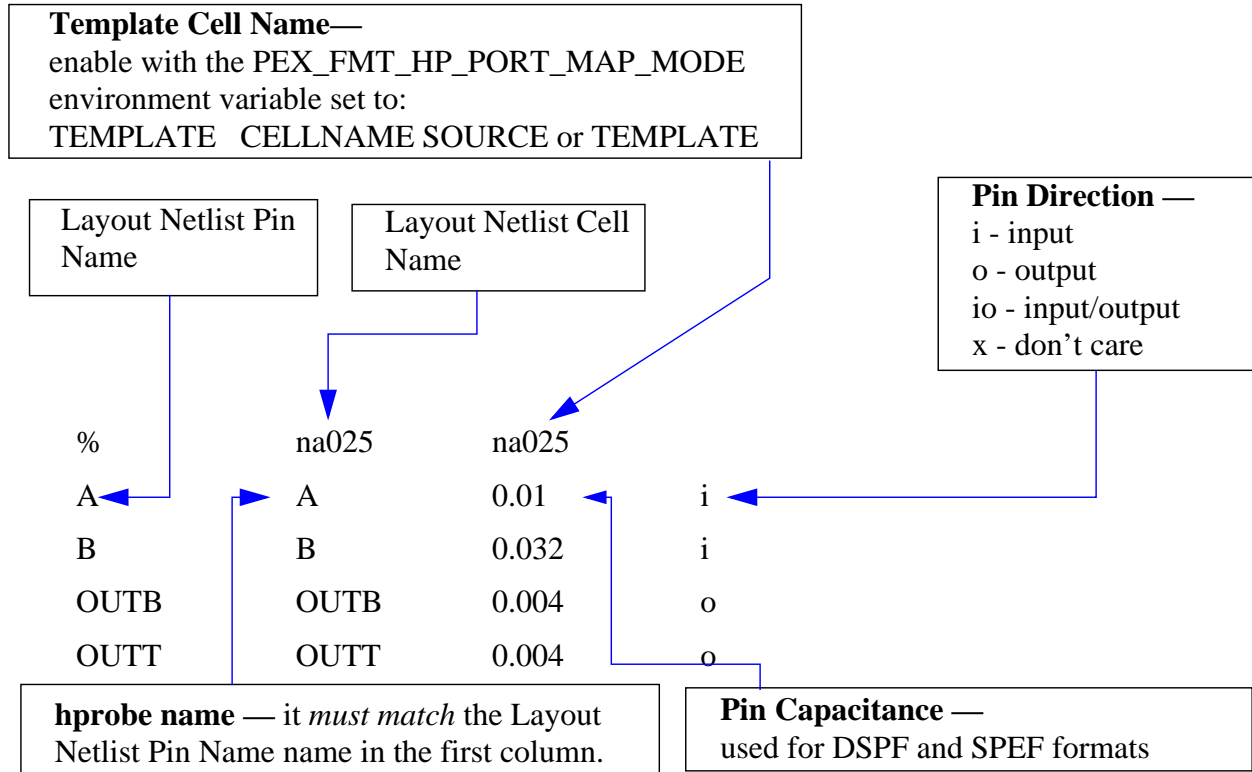 Template Cell Name—
enable with the PEX_FMT_HP_PORT_MAP_MODE
environment variable set to:
TEMPLATE CELLNAME SOURCE or TEMPLATE
Layout Netlist Pin
Name
Layout Netlist Cell
Name
Pin Direction —
i - input
o - output
io - input/output
x - don’t care
% na025 na025
A A 0.01 i
B B 0.032 i
OUTB OUTB 0.004 o
OUTT OUTT 0.004 o
hprobe name — it must match the Layout
Netlist Pin Name name in the first column.
Pin Capacitance —
used for DSPF and SPEF formats